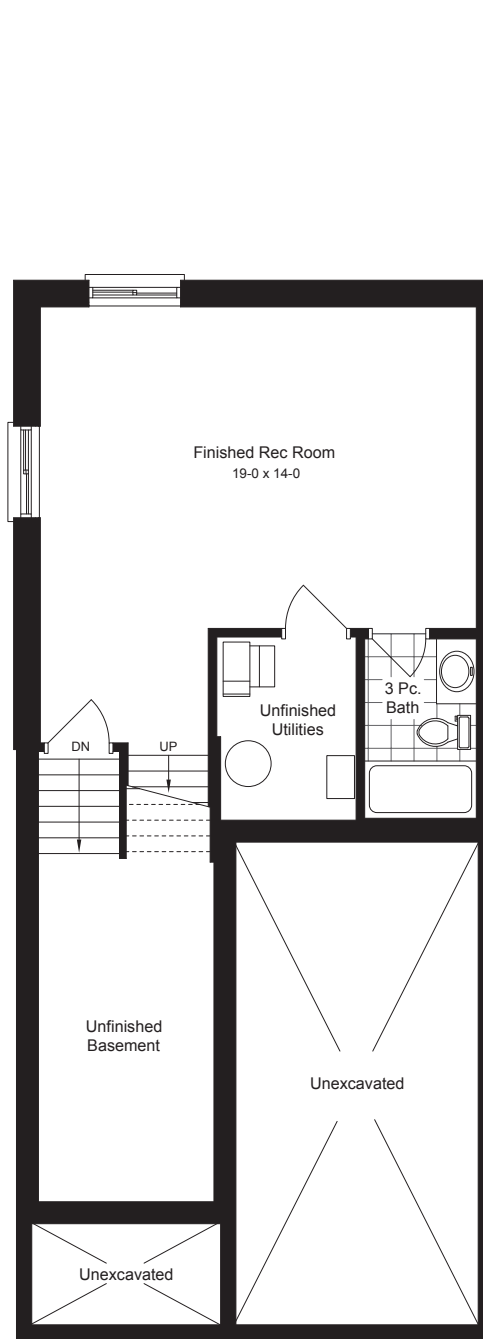 Finished Rec Room
19-0 x 14-0
3 Pc.
Bath
Unfinished
Utilities
DN
UP
Unfinished
Basement
Unexcavated
Unexcavated